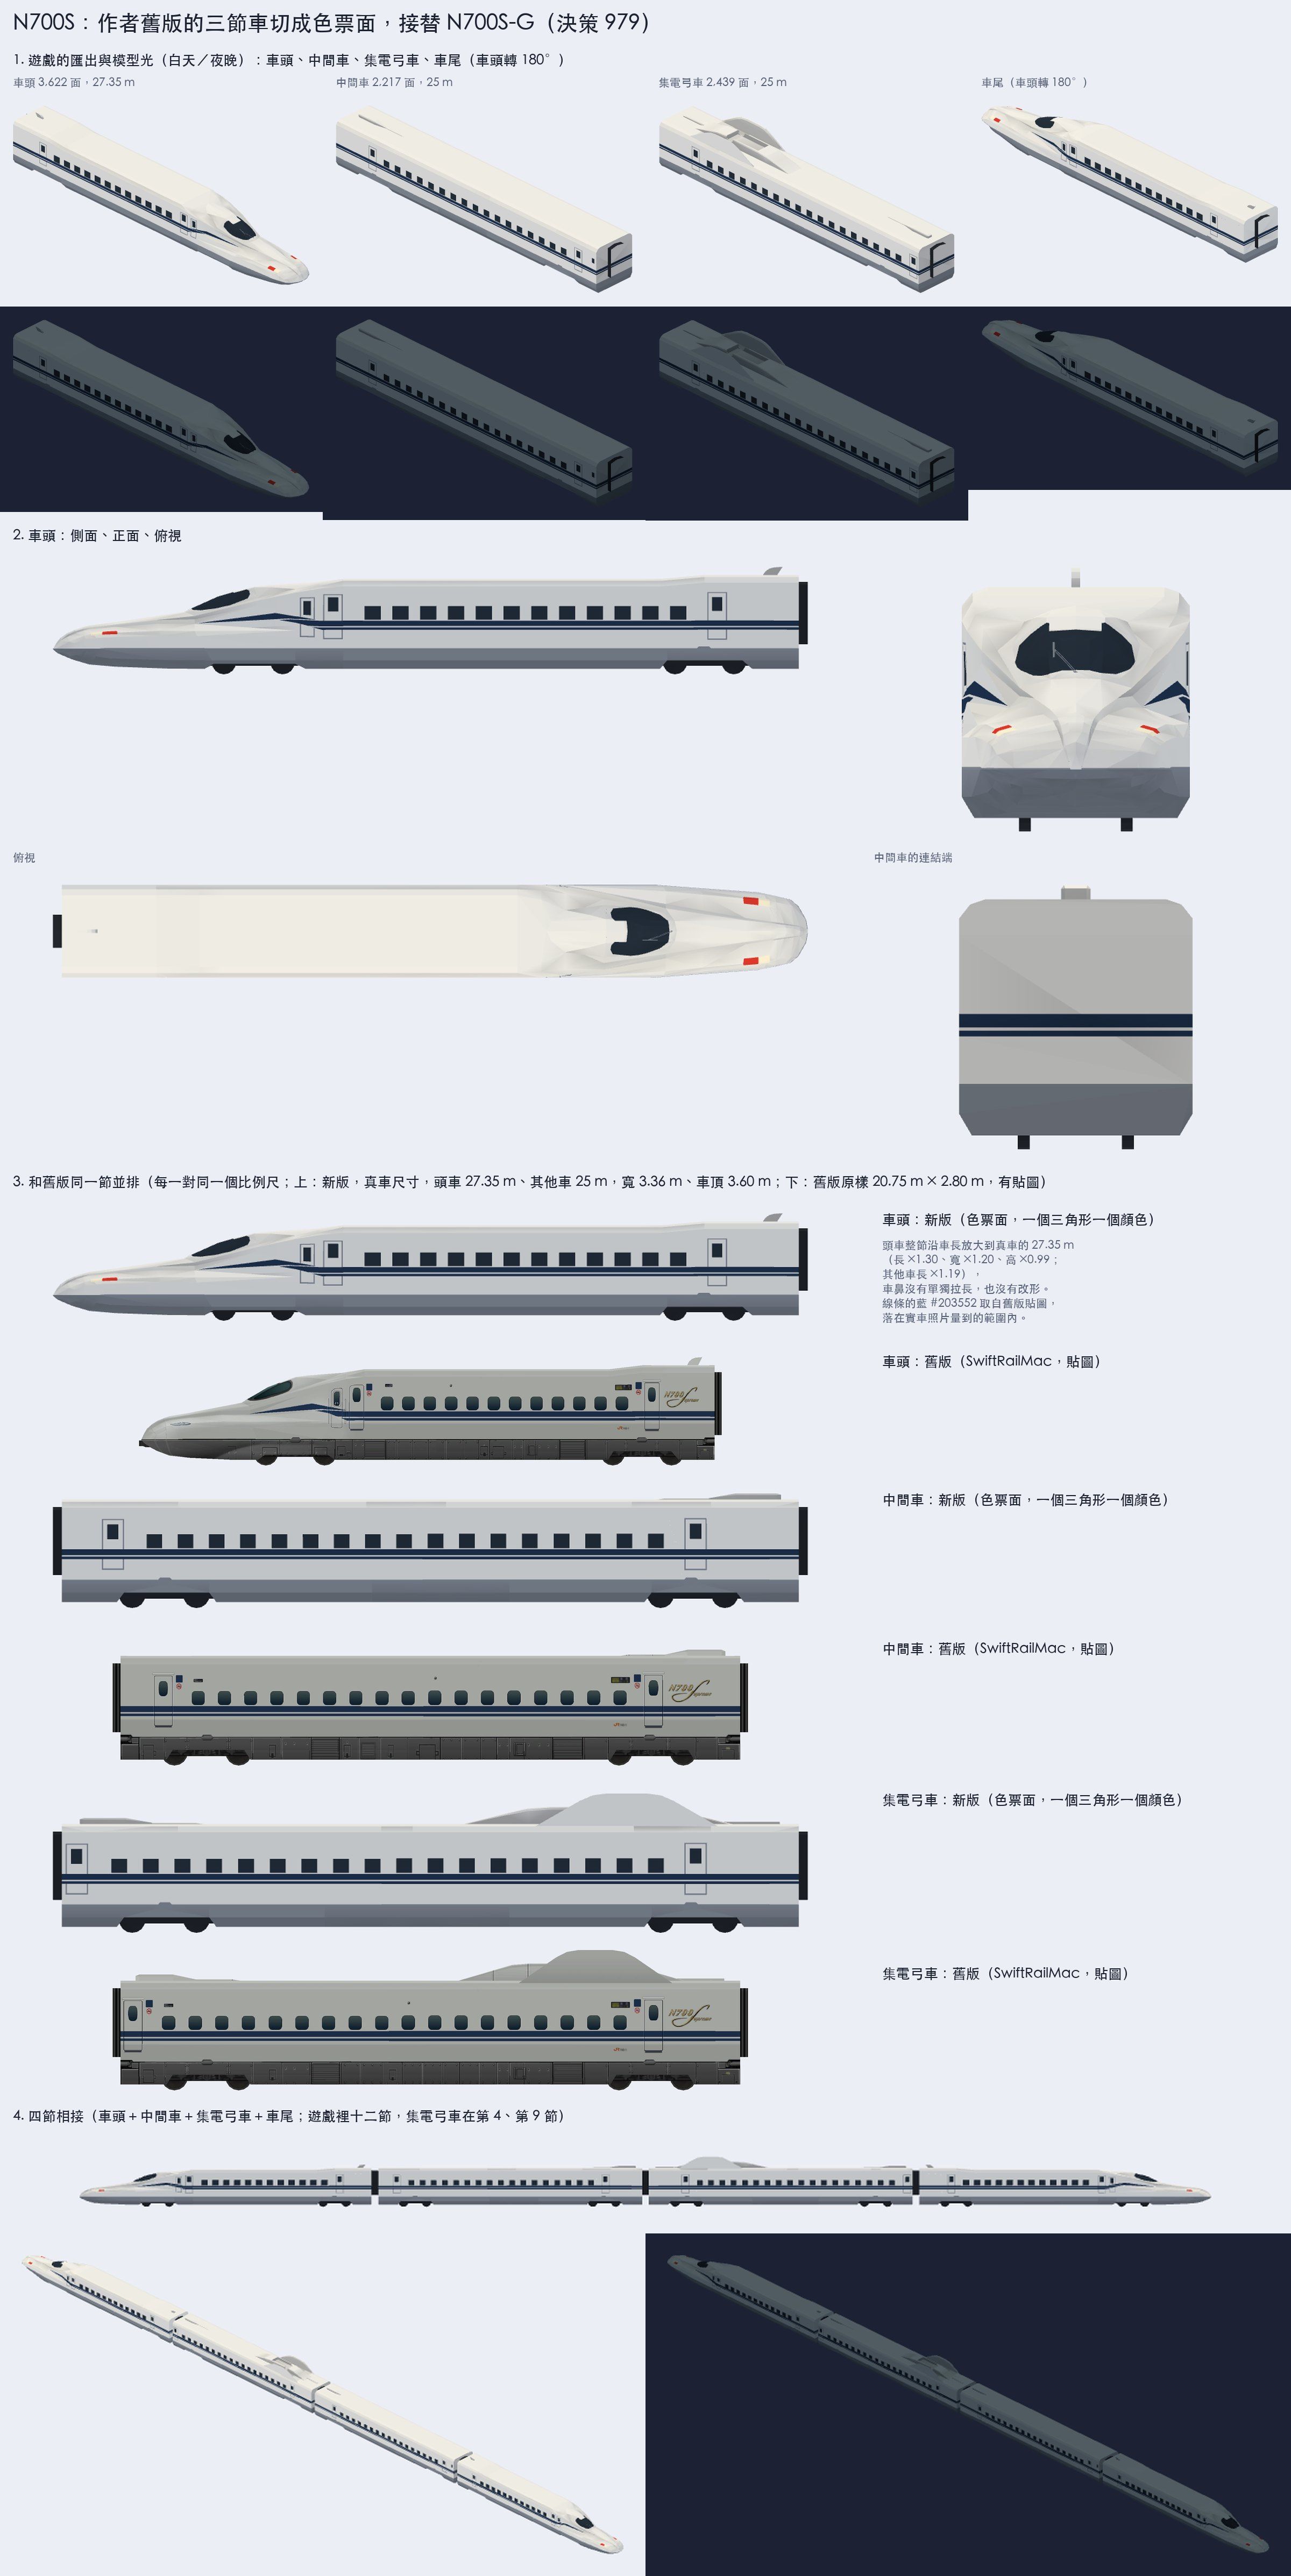 N700S：作者舊版的三節車切成色票面，接替 N700S-G（決策 979）
1. 遊戲的匯出與模型光（白天／夜晚）：車頭、中間車、集電弓車、車尾（車頭轉 180°）
車頭 3.622 面，27.35 m
中間車 2.217 面，25 m
集電弓車 2.439 面，25 m
車尾（車頭轉 180°）
2. 車頭：側面、正面、俯視
俯視
中間車的連結端
3. 和舊版同一節並排（每一對同一個比例尺；上：新版，真車尺寸，頭車 27.35 m、其他車 25 m，寬 3.36 m、車頂 3.60 m；下：舊版原樣 20.75 m × 2.80 m，有貼圖）
車頭：新版（色票面，一個三角形一個顏色）
頭車整節沿車長放大到真車的 27.35 m
（長 ×1.30、寬 ×1.20、高 ×0.99；
其他車長 ×1.19），
車鼻沒有單獨拉長，也沒有改形。
線條的藍 #203552 取自舊版貼圖，
落在實車照片量到的範圍內。
車頭：舊版（SwiftRailMac，貼圖）
N700S
中間車：新版（色票面，一個三角形一個顏色）
中間車：舊版（SwiftRailMac，貼圖）
N700S
集電弓車：新版（色票面，一個三角形一個顏色）
集電弓車：舊版（SwiftRailMac，貼圖）
N700S
4. 四節相接（車頭＋中間車＋集電弓車＋車尾；遊戲裡十二節，集電弓車在第 4、第 9 節）